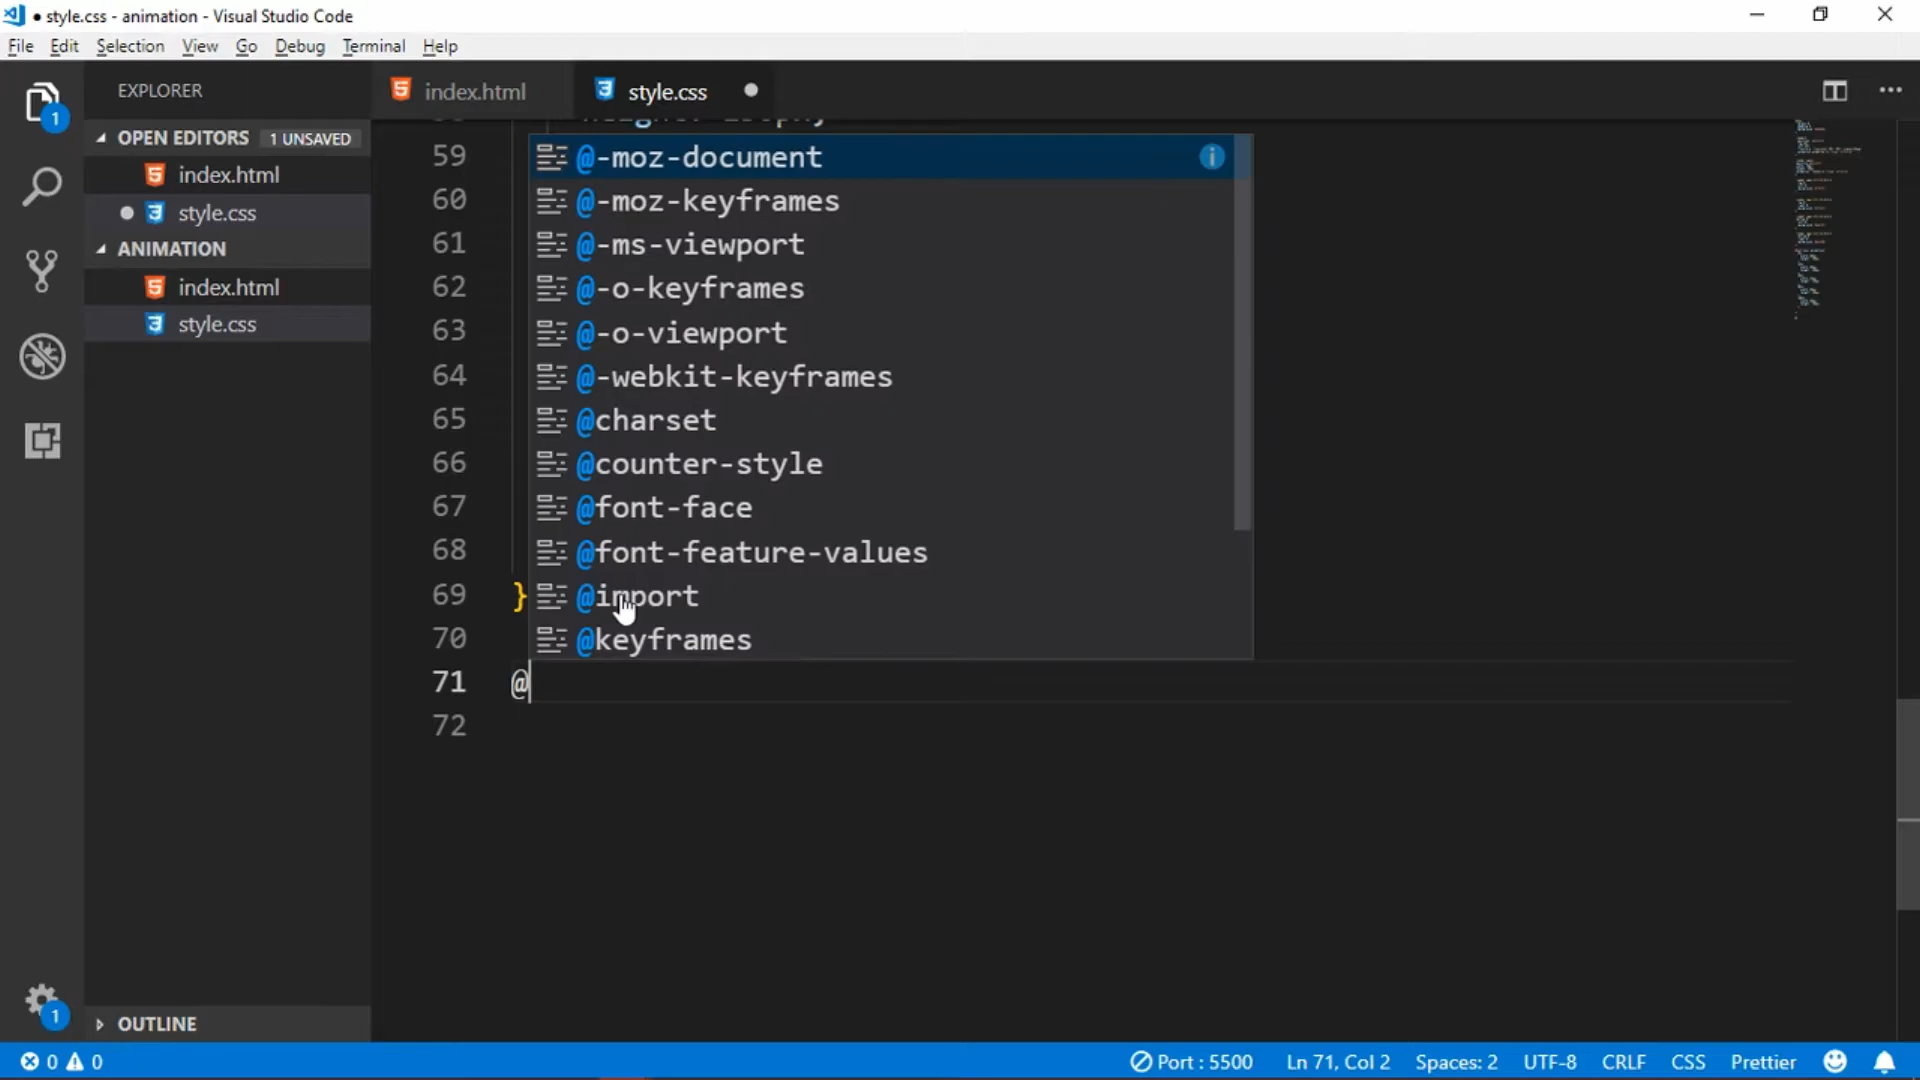 ● style.css - animation - Visual Studio Code
File Edit Selection View Go Debug Terminal Help
EXPLORER
index.html
style.css
1
OPEN EDITORS 1 UNSAVED
index.html
style.css
ANIMATION
index.html
style.css
OUTLINE
1
59 @-moz-document
60 @-moz-keyframes
61 @-ms-viewport
62 @-o-keyframes
63 @-o-viewport
64 @-webkit-keyframes
65 @charset
66 @counter-style
67 @font-face
68 @font-feature-values
69 } @import
70 @keyframes
71 @
72
0 0 Port : 5500 Ln 71, Col 2 Spaces: 2 UTF-8 CRLF CSS Prettier